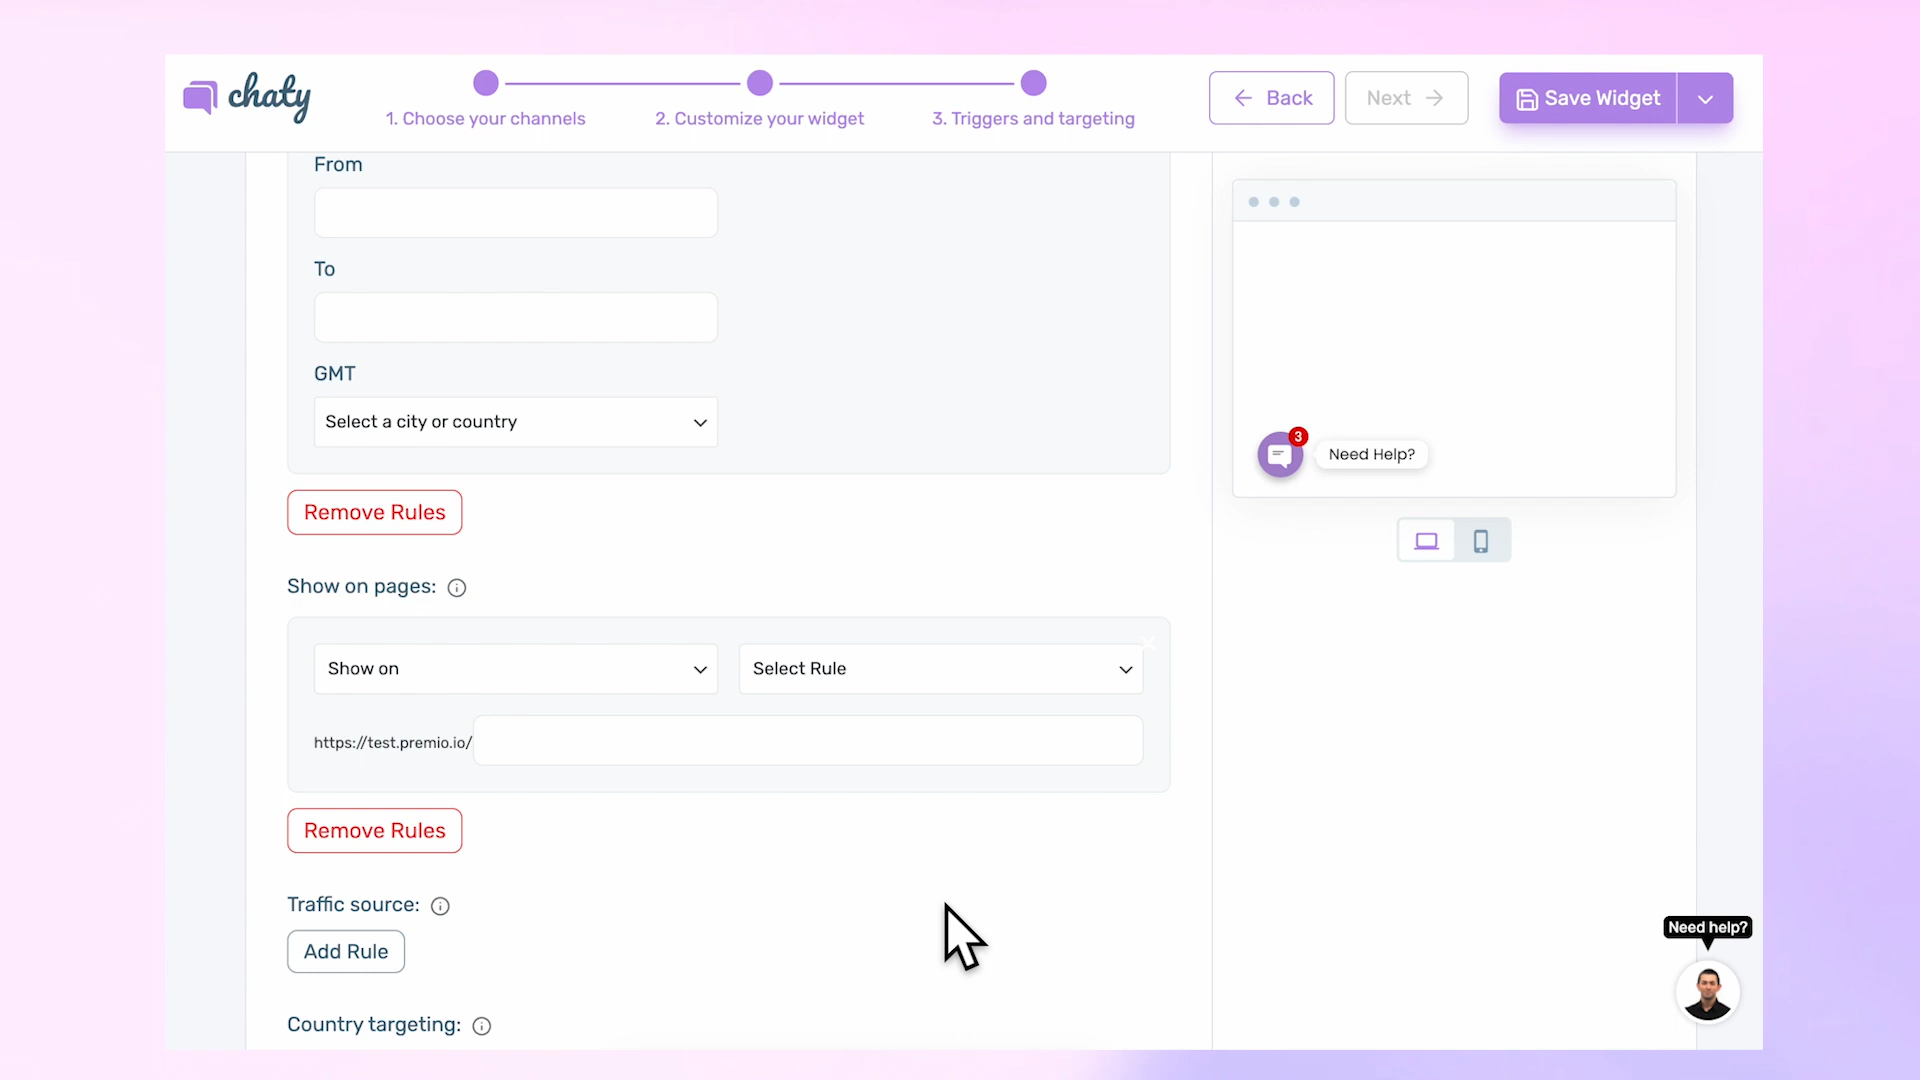 chaty
1. Choose your channels
2. Customize your widget
3. Triggers and targeting
Back
Next
Save Widget
From
To
GMT
Select a city or country
Remove Rules
Show on pages:
Show on
Select Rule
https://test.premio.io/
Remove Rules
Traffic source:
Add Rule
Country targeting:
3
Need Help?
Need help?